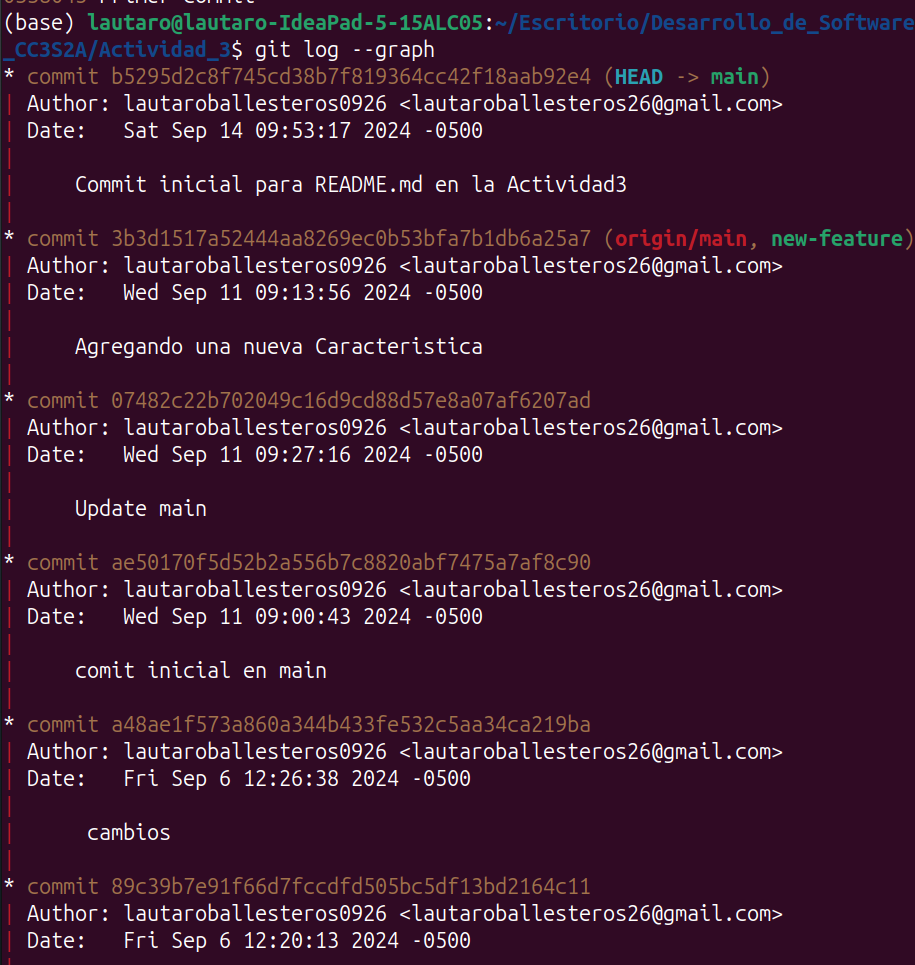 (base) lautaro@lautaro-IdeaPad-5-15ALC05:~/Escritorio/Desarrollo_de_Software
_CC3S2A/Actividad_3$ git log --graph
* commit b5295d2c8f745cd38b7f819364cc42f18aab92e4 (HEAD -> main)
| Author: lautaroballesteros0926 <lautaroballesteros26@gmail.com>
| Date:   Sat Sep 14 09:53:17 2024 -0500
|
|     Commit inicial para README.md en la Actividad3
|
* commit 3b3d1517a52444aa8269ec0b53bfa7b1db6a25a7 (origin/main, new-feature)
| Author: lautaroballesteros0926 <lautaroballesteros26@gmail.com>
| Date:   Wed Sep 11 09:13:56 2024 -0500
|
|     Agregando una nueva Caracteristica
|
* commit 07482c22b702049c16d9cd88d57e8a07af6207ad
| Author: lautaroballesteros0926 <lautaroballesteros26@gmail.com>
| Date:   Wed Sep 11 09:27:16 2024 -0500
|
|     Update main
|
* commit ae50170f5d52b2a556b7c8820abf7475a7af8c90
| Author: lautaroballesteros0926 <lautaroballesteros26@gmail.com>
| Date:   Wed Sep 11 09:00:43 2024 -0500
|
|     comit inicial en main
|
* commit a48ae1f573a860a344b433fe532c5aa34ca219ba
| Author: lautaroballesteros0926 <lautaroballesteros26@gmail.com>
| Date:   Fri Sep 6 12:26:38 2024 -0500
|
|      cambios
|
* commit 89c39b7e91f66d7fccdfd505bc5df13bd2164c11
| Author: lautaroballesteros0926 <lautaroballesteros26@gmail.com>
| Date:   Fri Sep 6 12:20:13 2024 -0500